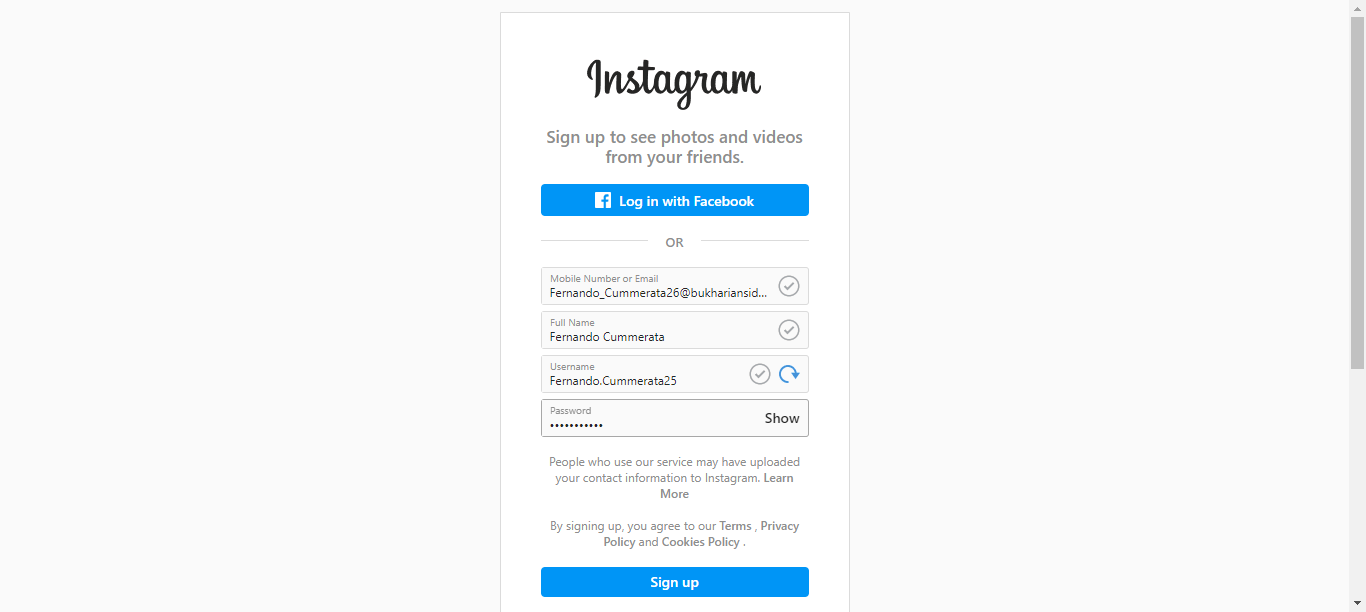 Instagram
Sign up to see photos and videos
from your friends.
Log in with Facebook
OR
Mobile Number or Email
Fernando_Cummerata26@bukhariansid...
Full Name
Fernando Cummerata
Username
Fernando.Cummerata25
Password
•••••••••••
Show
People who use our service may have uploaded
your contact information to Instagram. Learn
More
By signing up, you agree to our Terms , Privacy
Policy and Cookies Policy .
Sign up